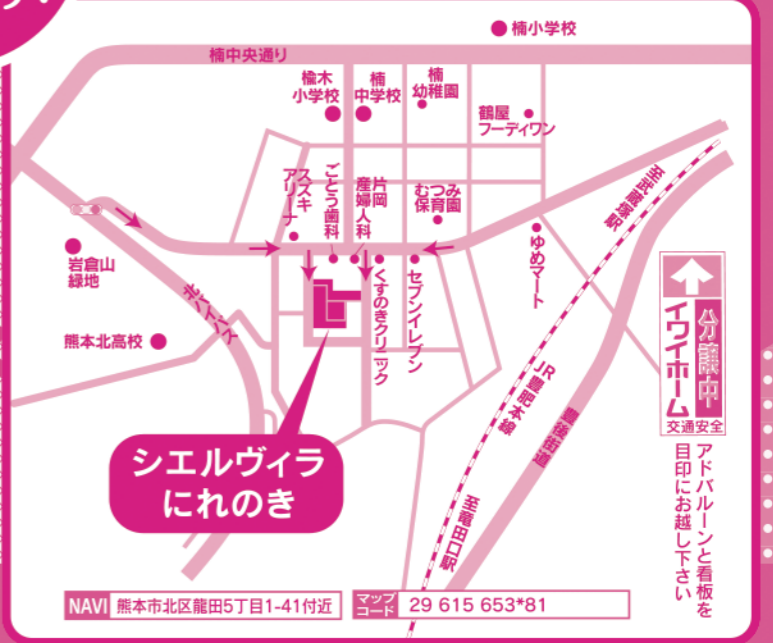 楠小学校
楠中央通り
楡木
小学校
楠
中学校
楠
幼稚園
鶴屋
フーディワン
スズキ
アリーナ
ごとう歯科
片岡
産婦人科
むつみ
保育園
至武蔵塚駅
ゆめマート
岩倉山
緑地
北バイパス
くすのきクリニック
セブンイレブン
熊本北高校
JR豊肥本線
豊後街道
至竜田口駅
シエルヴィラ
にれのき
分譲中
イワイホーム
交通安全
アドバルーンと看板を
目印にお越し下さい
NAVI 熊本市北区龍田5丁目1-41付近
マップ
コード 29 615 653*81